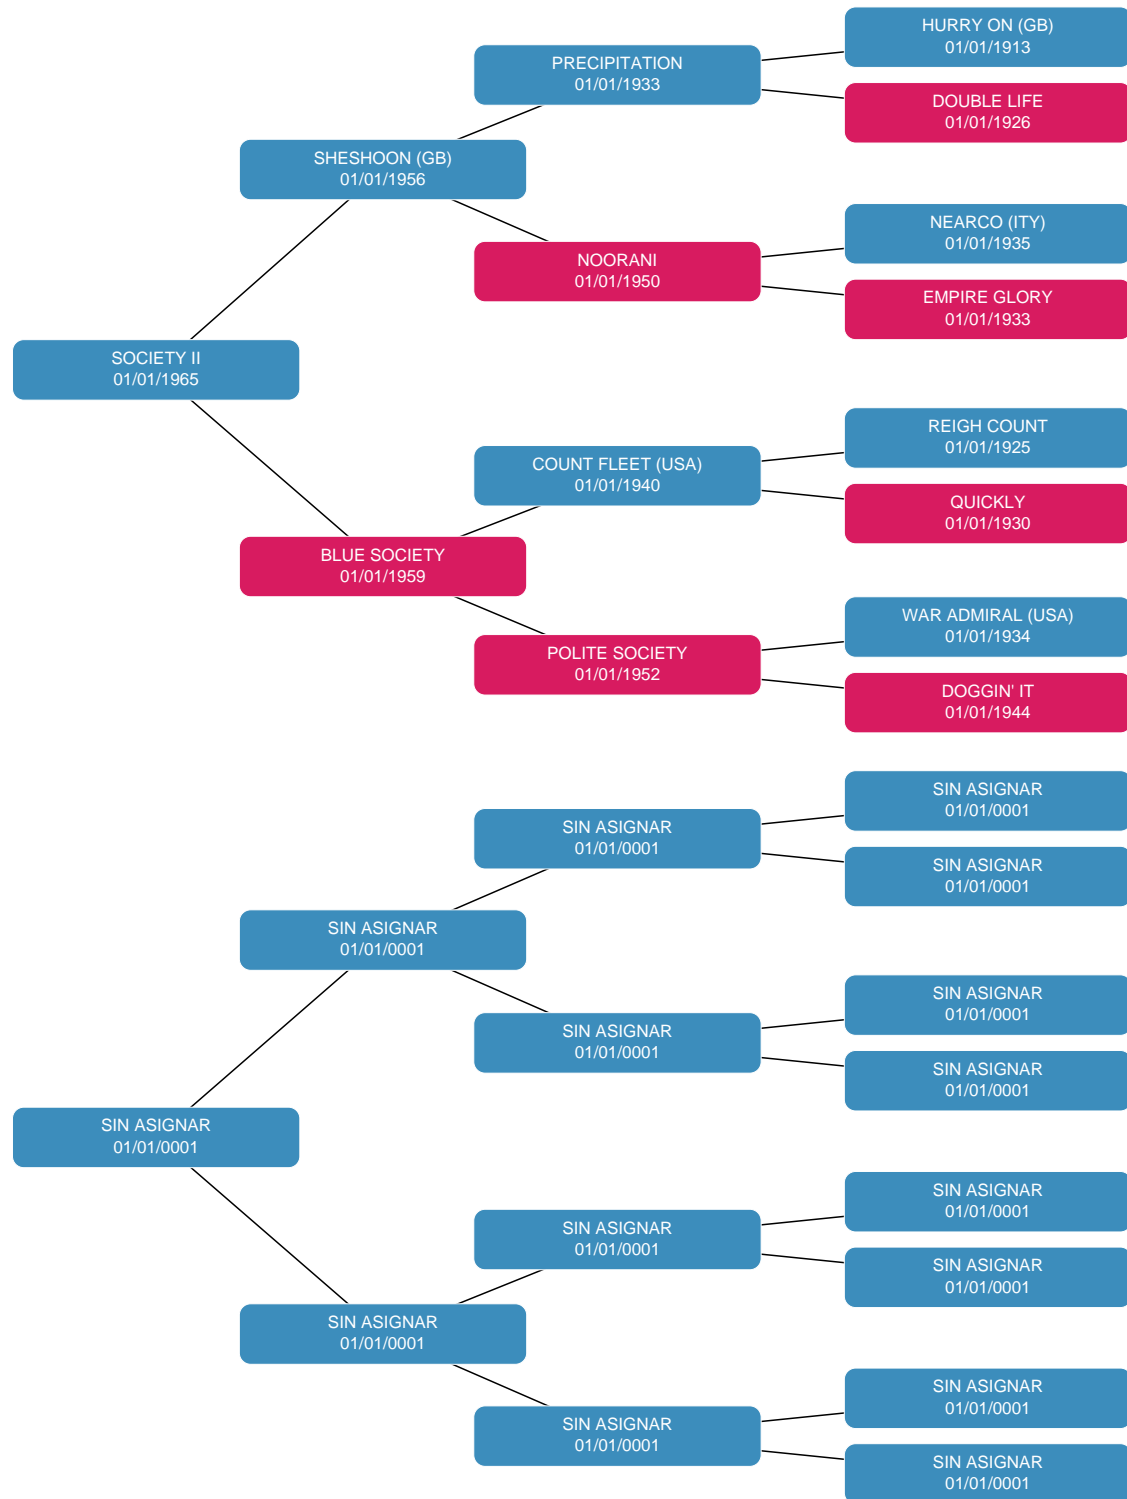 HURRY ON (GB)
01/01/1913
PRECIPITATION
01/01/1933
DOUBLE LIFE
01/01/1926
SHESHOON (GB)
01/01/1956
NEARCO (ITY)
01/01/1935
NOORANI
01/01/1950
EMPIRE GLORY
01/01/1933
SOCIETY II
01/01/1965
REIGH COUNT
01/01/1925
COUNT FLEET (USA)
01/01/1940
QUICKLY
01/01/1930
BLUE SOCIETY
01/01/1959
WAR ADMIRAL (USA)
01/01/1934
POLITE SOCIETY
01/01/1952
DOGGIN' IT
01/01/1944
SIN ASIGNAR
01/01/0001
SIN ASIGNAR
01/01/0001
SIN ASIGNAR
01/01/0001
SIN ASIGNAR
01/01/0001
SIN ASIGNAR
01/01/0001
SIN ASIGNAR
01/01/0001
SIN ASIGNAR
01/01/0001
SIN ASIGNAR
01/01/0001
SIN ASIGNAR
01/01/0001
SIN ASIGNAR
01/01/0001
SIN ASIGNAR
01/01/0001
SIN ASIGNAR
01/01/0001
SIN ASIGNAR
01/01/0001
SIN ASIGNAR
01/01/0001
SIN ASIGNAR
01/01/0001